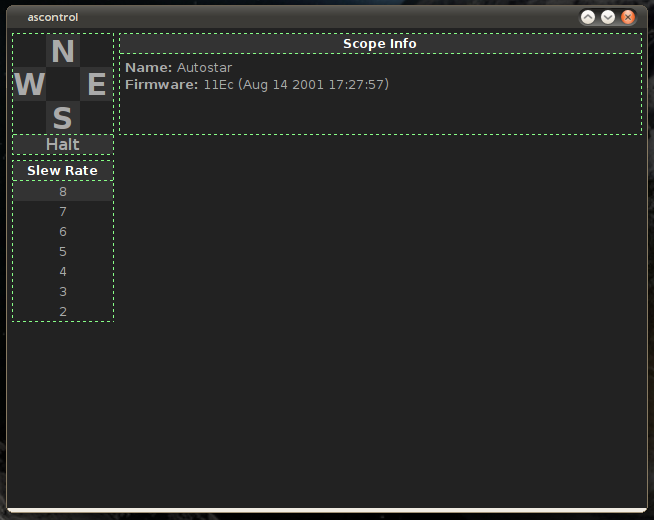 ascontrol
N
W E
S
Halt
Slew Rate
8
7
6
5
4
3
2
Scope Info
Name: Autostar
Firmware: 11Ec (Aug 14 2001 17:27:57)